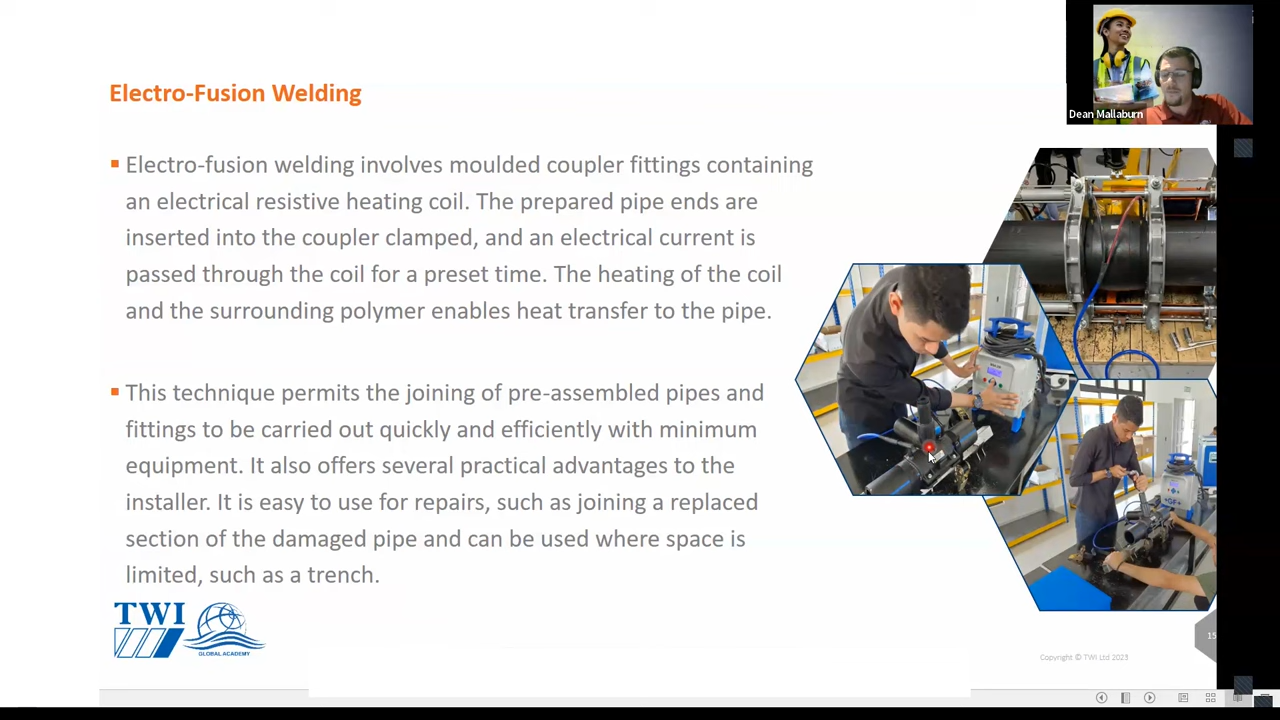 Electro-Fusion Welding
Electro-fusion welding involves moulded coupler fittings containing
an electrical resistive heating coil. The prepared pipe ends are
inserted into the coupler clamped, and an electrical current is
passed through the coil for a preset time. The heating of the coil
and the surrounding polymer enables heat transfer to the pipe.
This technique permits the joining of pre-assembled pipes and
fittings to be carried out quickly and efficiently with minimum
equipment. It also offers several practical advantages to the
installer. It is easy to use for repairs, such as joining a replaced
section of the damaged pipe and can be used where space is
limited, such as a trench.
Dean Mallaburn
TWI
GLOBAL ACADEMY
+GF+
15
Copyright © TWI Ltd 2023